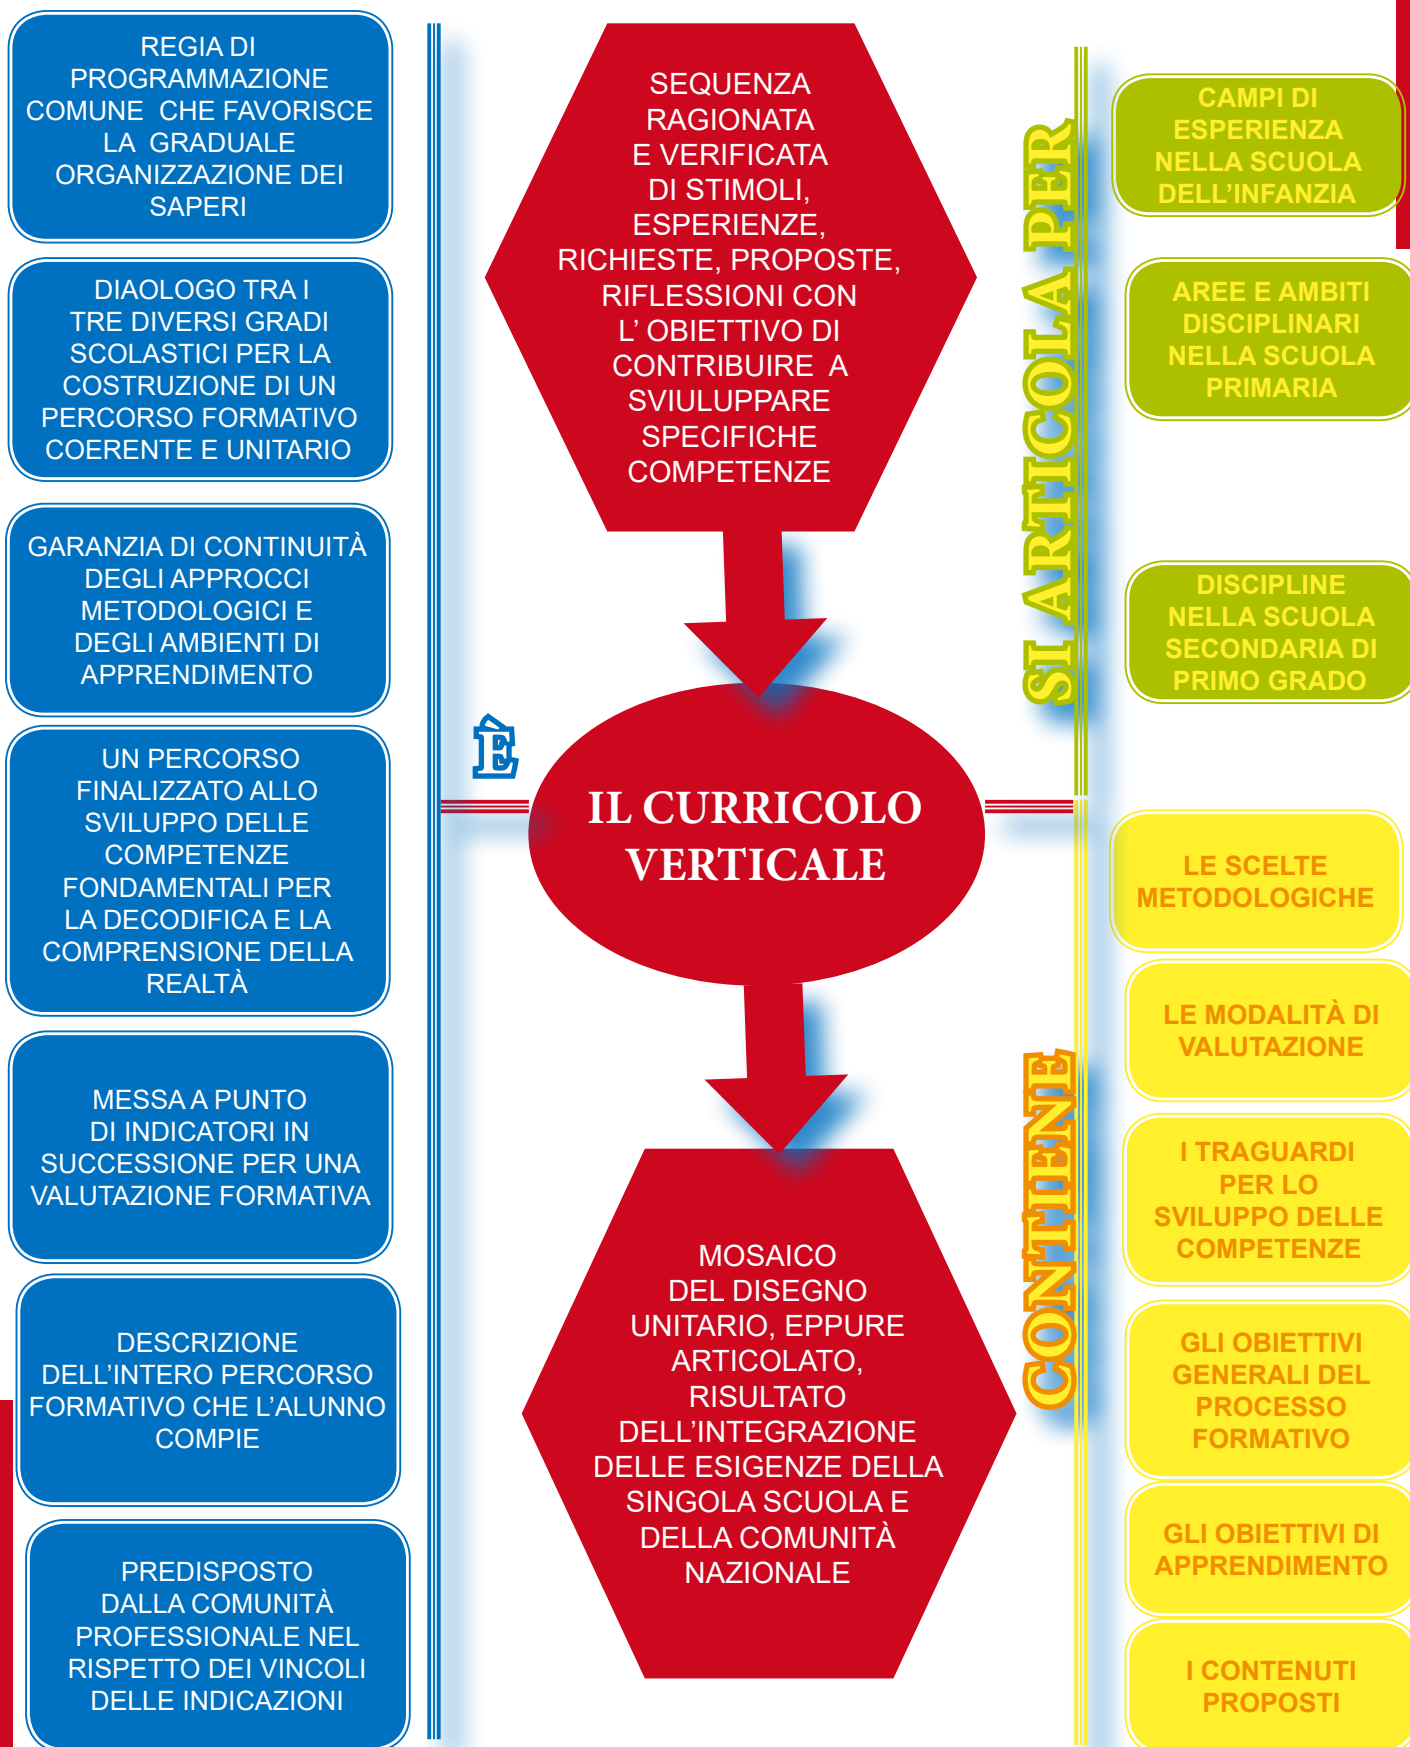 REGIA DI
PROGRAMMAZIONE
COMUNE CHE FAVORISCE
LA GRADUALE
ORGANIZZAZIONE DEI
SAPERI
DIAOLOGO TRA I
TRE DIVERSI GRADI
SCOLASTICI PER LA
COSTRUZIONE DI UN
PERCORSO FORMATIVO
COERENTE E UNITARIO
GARANZIA DI CONTINUITÀ
DEGLI APPROCCI
METODOLOGICI E
DEGLI AMBIENTI DI
APPRENDIMENTO
UN PERCORSO
FINALIZZATO ALLO
SVILUPPO DELLE
COMPETENZE
FONDAMENTALI PER
LA DECODIFICA E LA
COMPRENSIONE DELLA
REALTÀ
MESSA A PUNTO
DI INDICATORI IN
SUCCESSIONE PER UNA
VALUTAZIONE FORMATIVA
DESCRIZIONE
DELL'INTERO PERCORSO
FORMATIVO CHE L'ALUNNO
COMPIE
PREDISPOSTO
DALLA COMUNITÀ
PROFESSIONALE NEL
RISPETTO DEI VINCOLI
DELLE INDICAZIONI
È
SEQUENZA
RAGIONATA
E VERIFICATA
DI STIMOLI,
ESPERIENZE,
RICHIESTE, PROPOSTE,
RIFLESSIONI CON
L' OBIETTIVO DI
CONTRIBUIRE A
SVIULUPPARE
SPECIFICHE
COMPETENZE
IL CURRICOLO
VERTICALE
MOSAICO
DEL DISEGNO
UNITARIO, EPPURE
ARTICOLATO,
RISULTATO
DELL'INTEGRAZIONE
DELLE ESIGENZE DELLA
SINGOLA SCUOLA E
DELLA COMUNITÀ
NAZIONALE
SI ARTICOLA PER
CAMPI DI
ESPERIENZA
NELLA SCUOLA
DELL'INFANZIA
AREE E AMBITI
DISCIPLINARI
NELLA SCUOLA
PRIMARIA
DISCIPLINE
NELLA SCUOLA
SECONDARIA DI
PRIMO GRADO
CONTIENE
LE SCELTE
METODOLOGICHE
LE MODALITÀ DI
VALUTAZIONE
I TRAGUARDI
PER LO
SVILUPPO DELLE
COMPETENZE
GLI OBIETTIVI
GENERALI DEL
PROCESSO
FORMATIVO
GLI OBIETTIVI DI
APPRENDIMENTO
I CONTENUTI
PROPOSTI